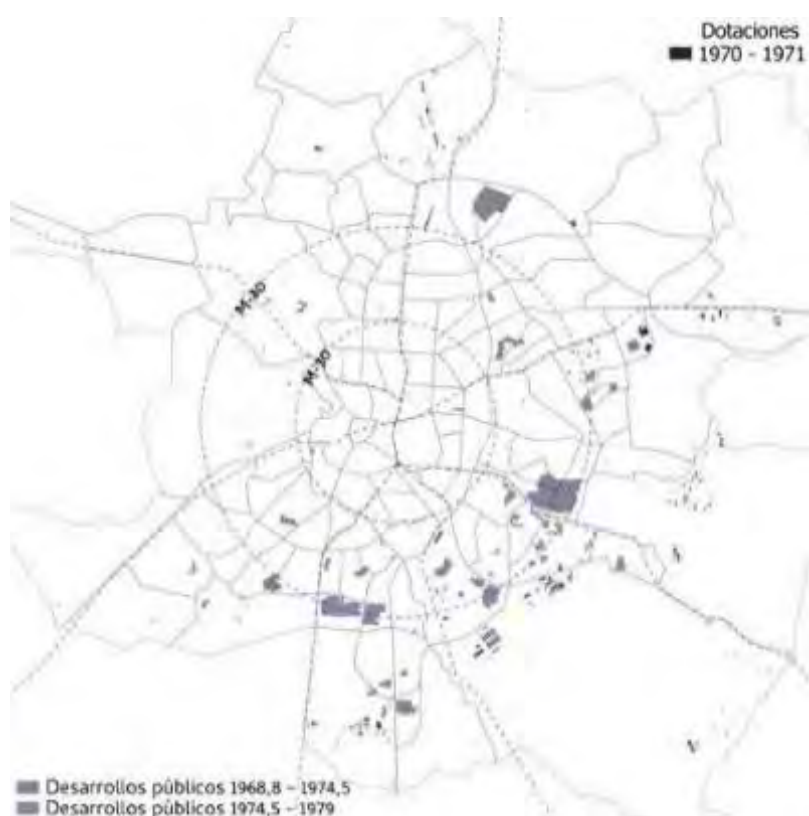 Dotaciones
1970 - 1971
M-30
M-30
Desarrollos públicos 1968,8 - 1974,5
Desarrollos públicos 1974,5 - 1979